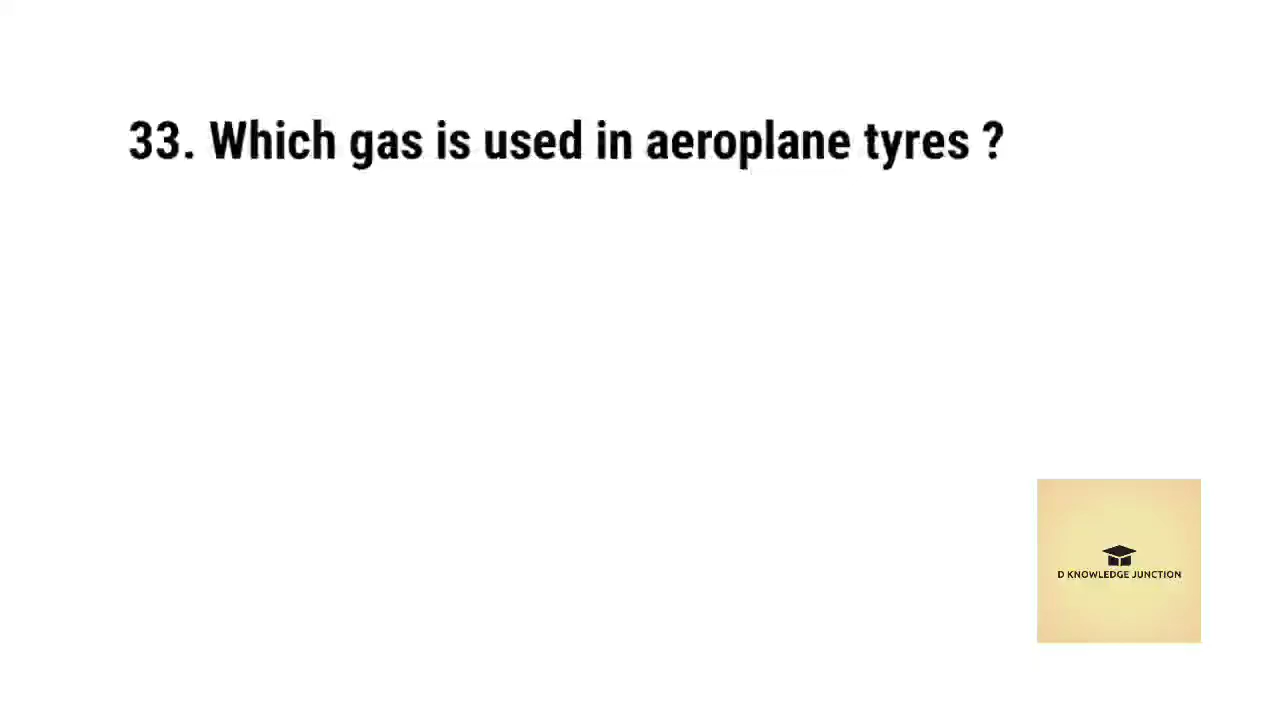 33. Which gas is used in aeroplane tyres ?
D KNOWLEDGE JUNCTION